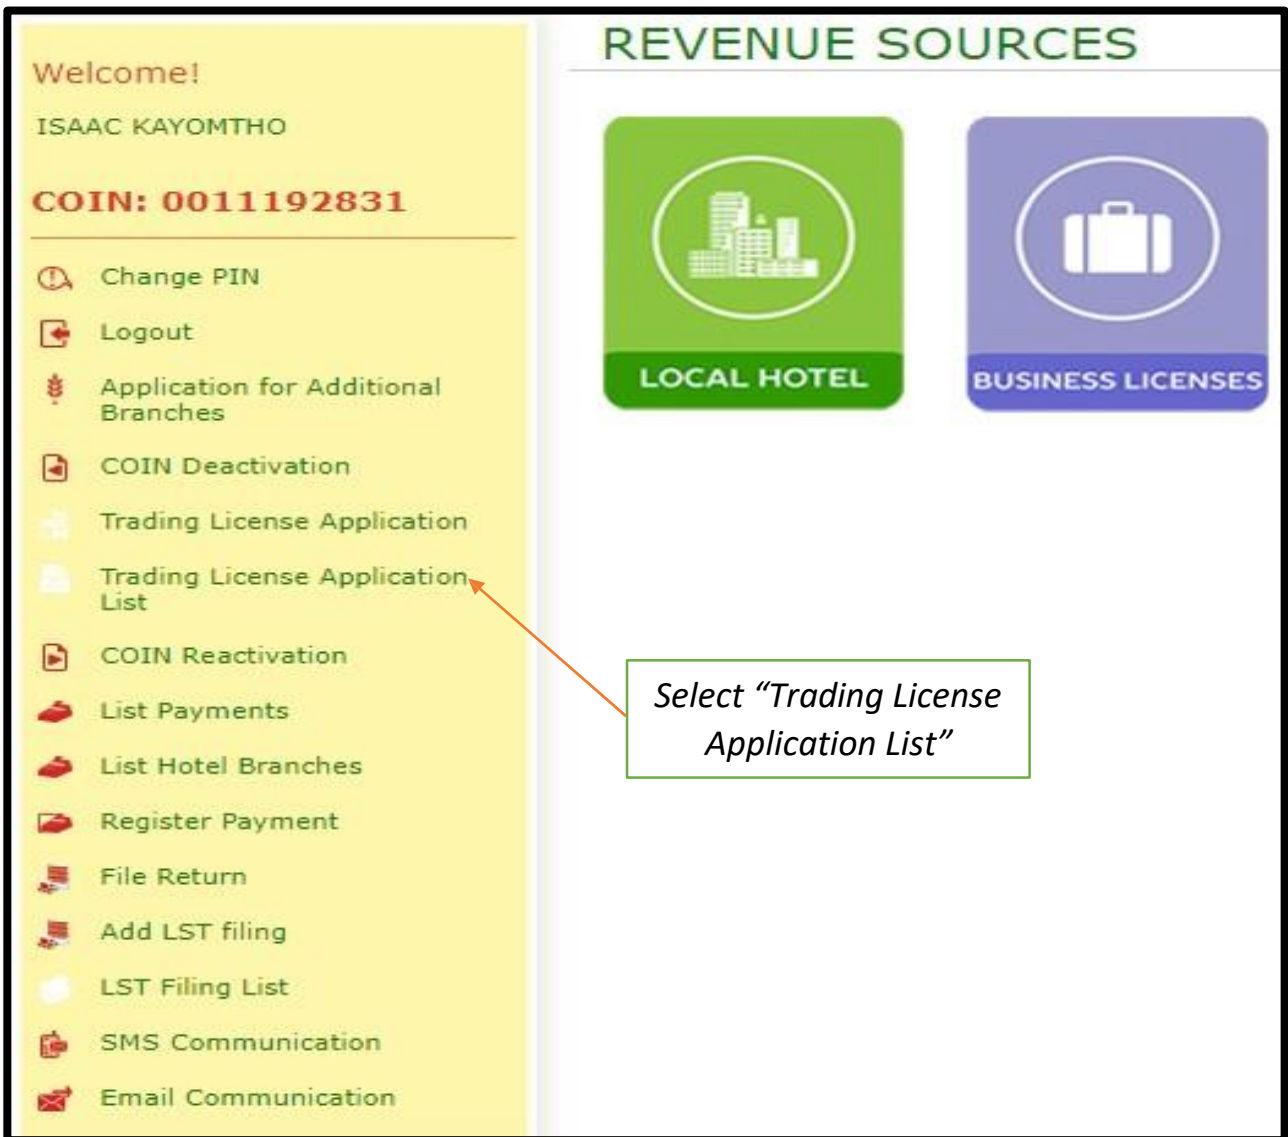 Welcome!
ISAAC KAYOMTHO
COIN: 0011192831
Change PIN
Logout
Application for Additional
Branches
COIN Deactivation
Trading License Application
Trading License Application
List
COIN Reactivation
List Payments
List Hotel Branches
Register Payment
File Return
Add LST filing
LST Filing List
SMS Communication
Email Communication
REVENUE SOURCES
LOCAL HOTEL
BUSINESS LICENSES
Select “Trading License
Application List”